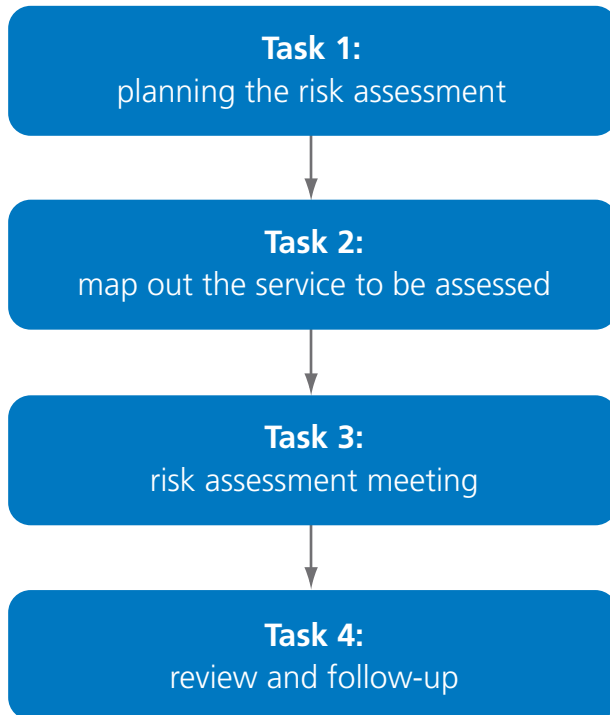 Task 1:
planning the risk assessment
Task 2:
map out the service to be assessed
Task 3:
risk assessment meeting
Task 4:
review and follow-up